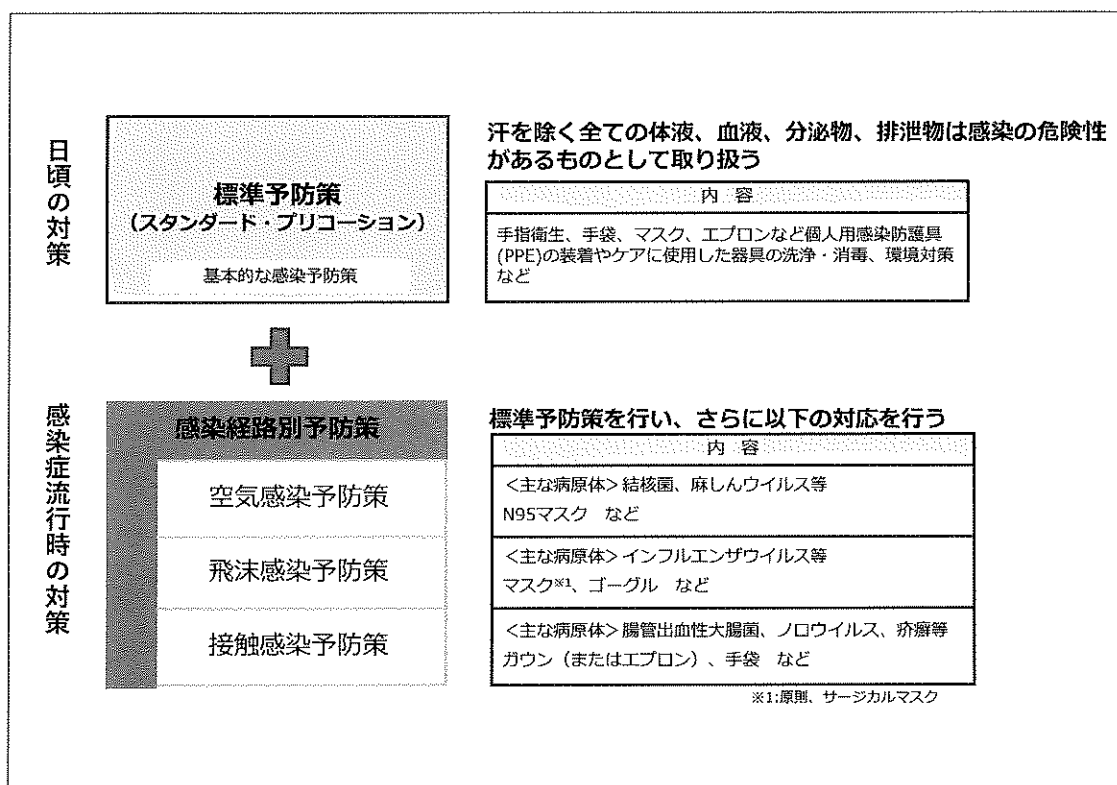 日頃の対策
標準予防策
（スタンダード・プリコーション）
基本的な感染予防策
汗を除く全ての体液、血液、分泌物、排泄物は感染の危険性
があるものとして取り扱う
内 容
手指衛生、手袋、マスク、エプロンなど個人用感染防護具
(PPE)の装着やケアに使用した器具の洗浄・消毒、環境対策
など
感染症流行時の対策
感染経路別予防策
空気感染予防策
飛沫感染予防策
接触感染予防策
標準予防策を行い、さらに以下の対応を行う
内 容
＜主な病原体＞結核菌、麻しんウイルス等
N95マスク　など
＜主な病原体＞インフルエンザウイルス等
マスク※1、ゴーグル　など
＜主な病原体＞腸管出血性大腸菌、ノロウイルス、疥癬等
ガウン（またはエプロン）、手袋　など
※1:原則、サージカルマスク